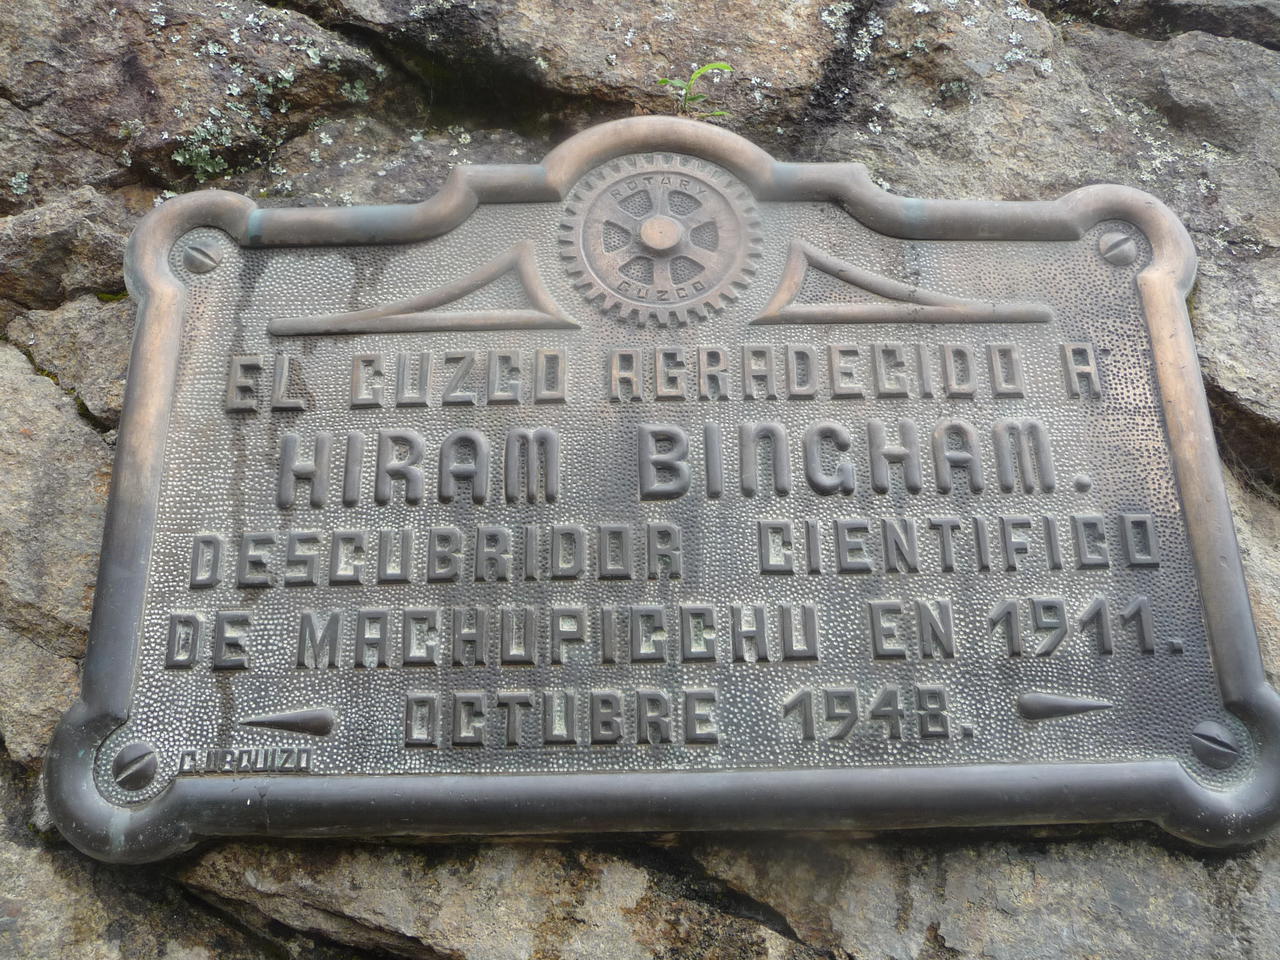 ROTARY
CUZCO
EL CUZCO AGRADECIDO A
HIRAM BINGHAM.
DESCUBRIDOR CIENTIFICO
DE MACHUPICCHU EN 1911.
OCTUBRE 1948.
C. URQUIZO